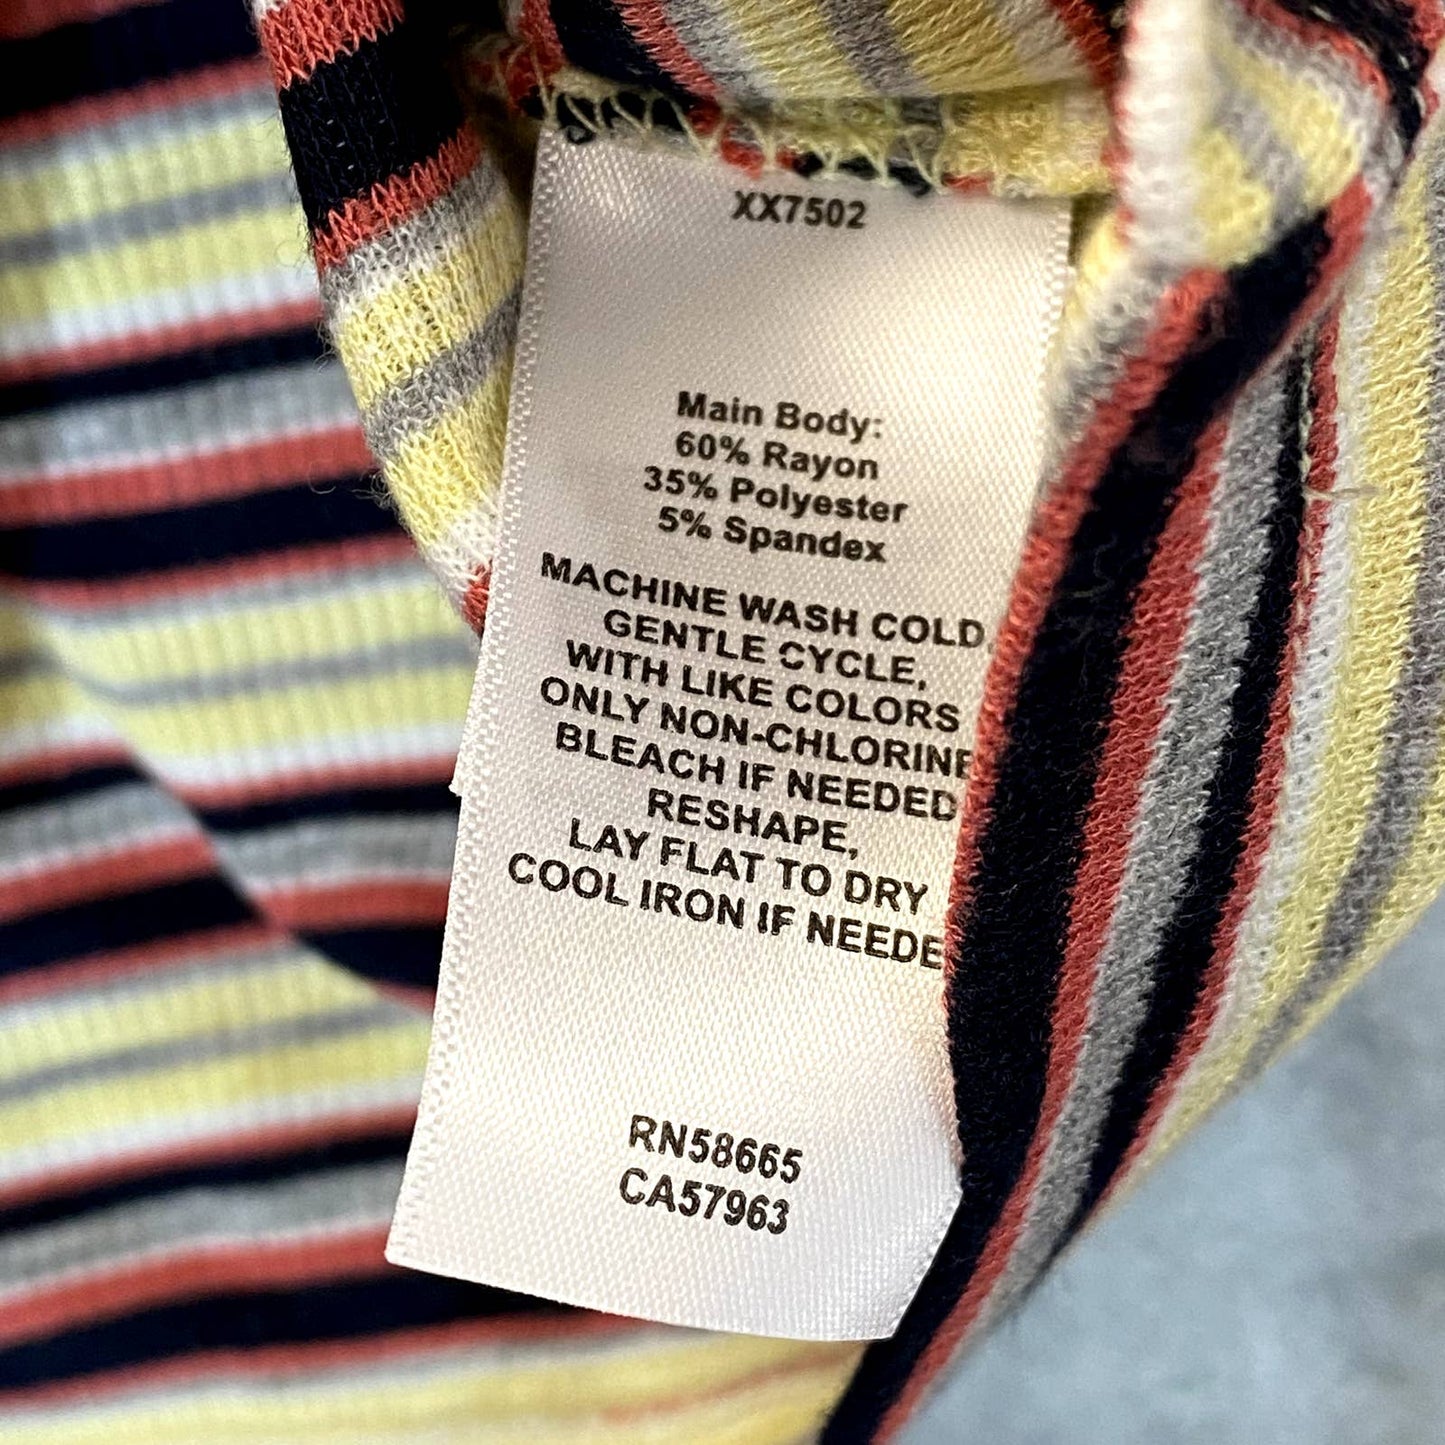 XX7502
Main Body:
60% Rayon
35% Polyester
5% Spandex
MACHINE WASH COLD
GENTLE CYCLE,
WITH LIKE COLORS
ONLY NON-CHLORINE
BLEACH IF NEEDED
RESHAPE,
LAY FLAT TO DRY
COOL IRON IF NEEDE
RN58665
CA57963